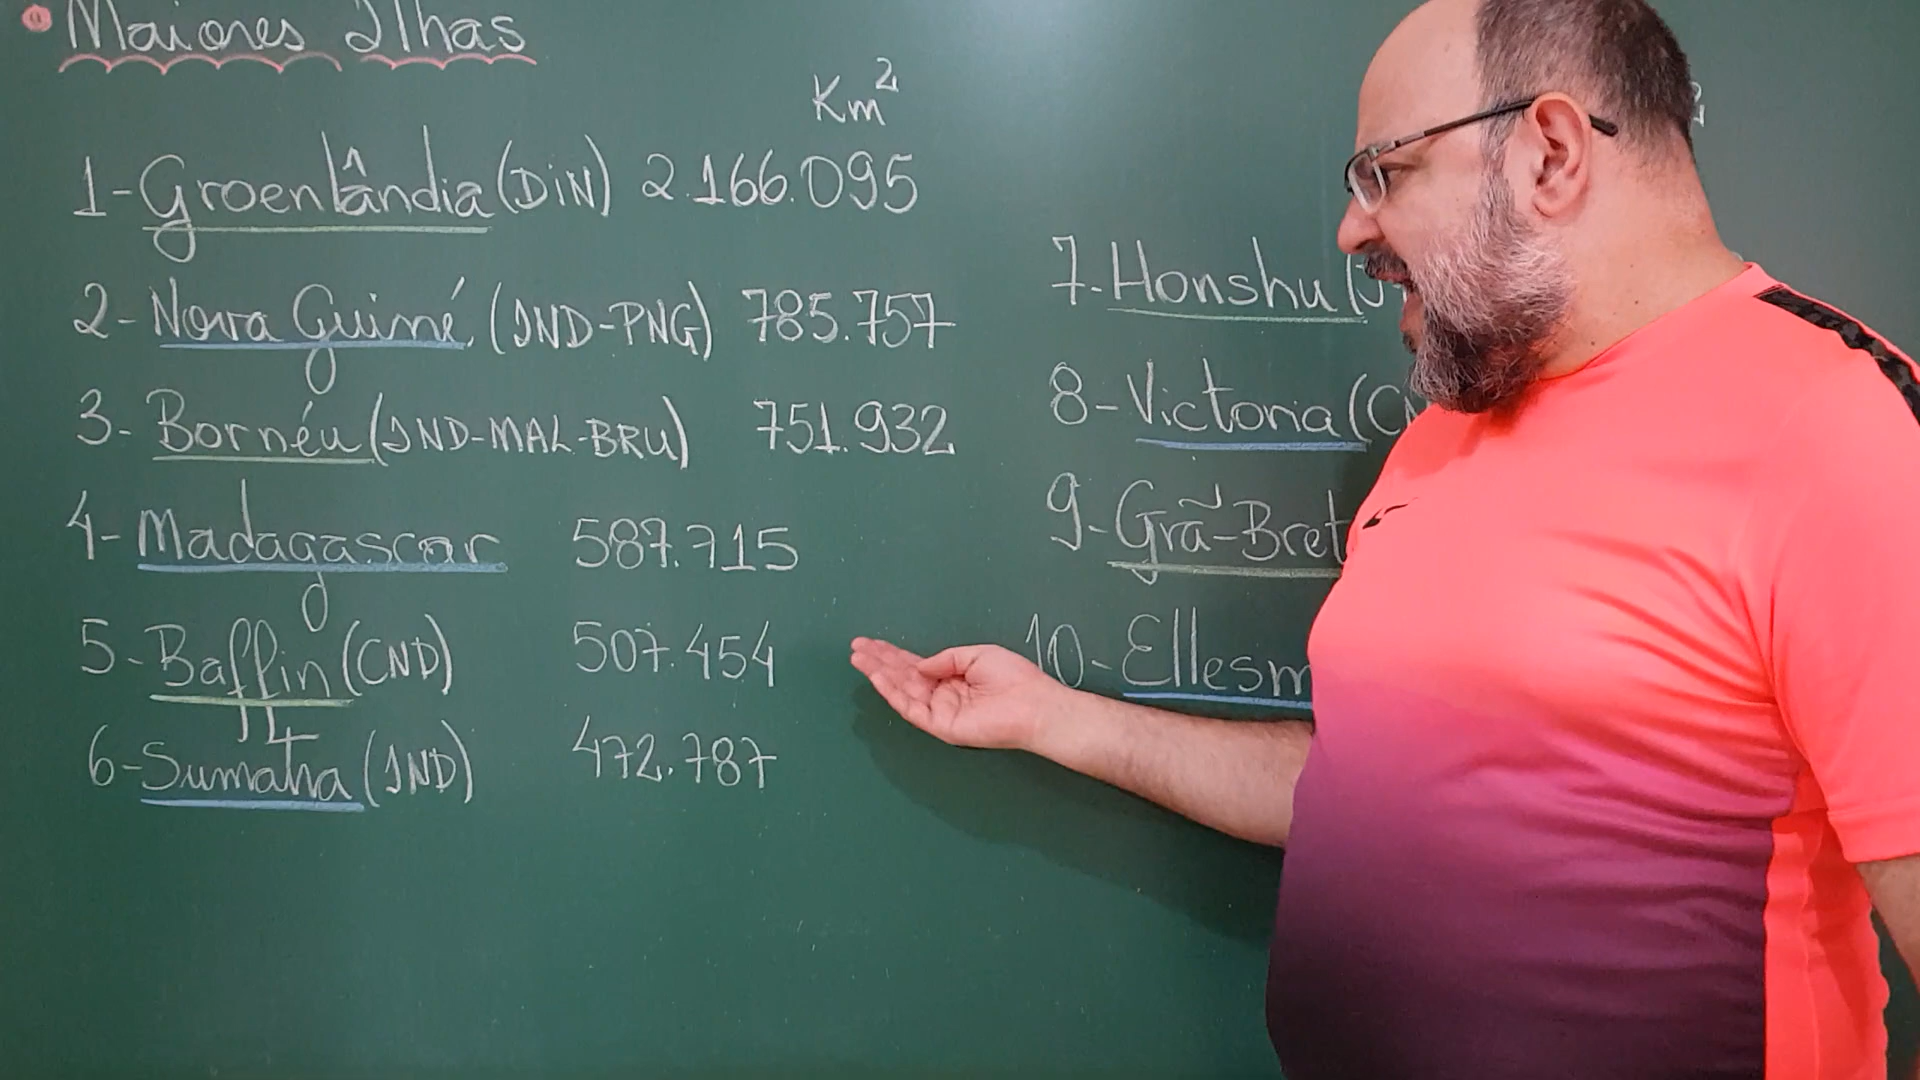 Maiores Ilhas
Km²
1-Groenlândia (DIN) 2.166.095
2-Nova Guiné (IND-PNG) 785.757
3-Bornéu (IND-MAL-BRU) 751.932
4-Madagascar 587.715
5-Baffin (CND) 507.454
6-Sumatra (IND) 472.787
7-Honshu (J
8-Victoria (CN
9-Grã-Bret
10-Ellesm